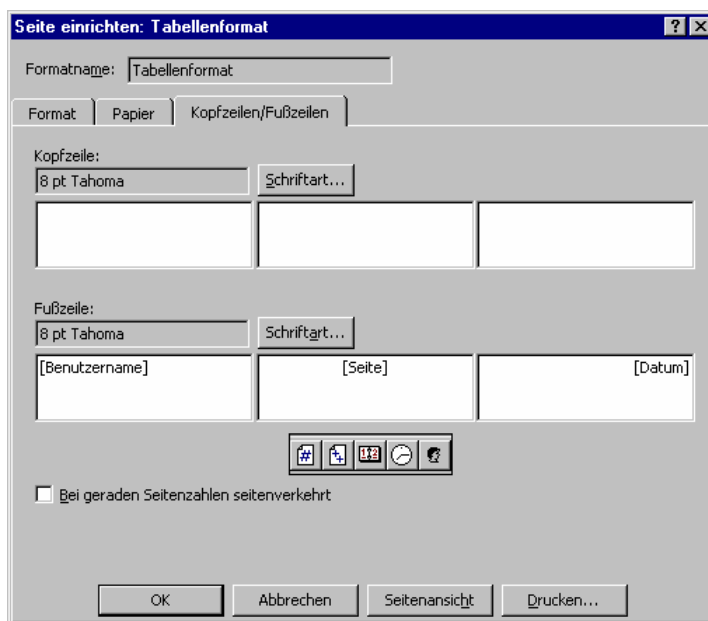 Seite einrichten: Tabellenformat
Formatname: Tabellenformat
Format Papier Kopfzeilen/Fußzeilen
Kopfzeile:
8 pt Tahoma Schriftart...
Fußzeile:
8 pt Tahoma Schriftart...
[Benutzername] [Seite] [Datum]
Bei geraden Seitenzahlen seitenverkehrt
OK Abbrechen Seitenansicht Drucken...